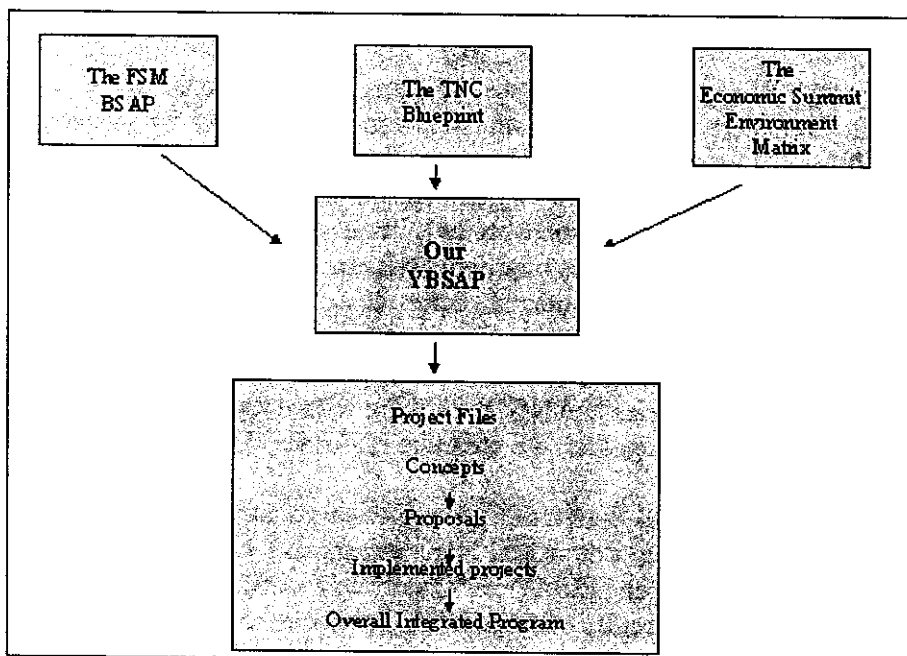 The FSM
BSAP
The TNC
Blueprint
The
Economic Summit
Environment
Matrix
Our
YBSAP
Project Files
Concepts
Proposals
Implemented projects
Overall Integrated Program